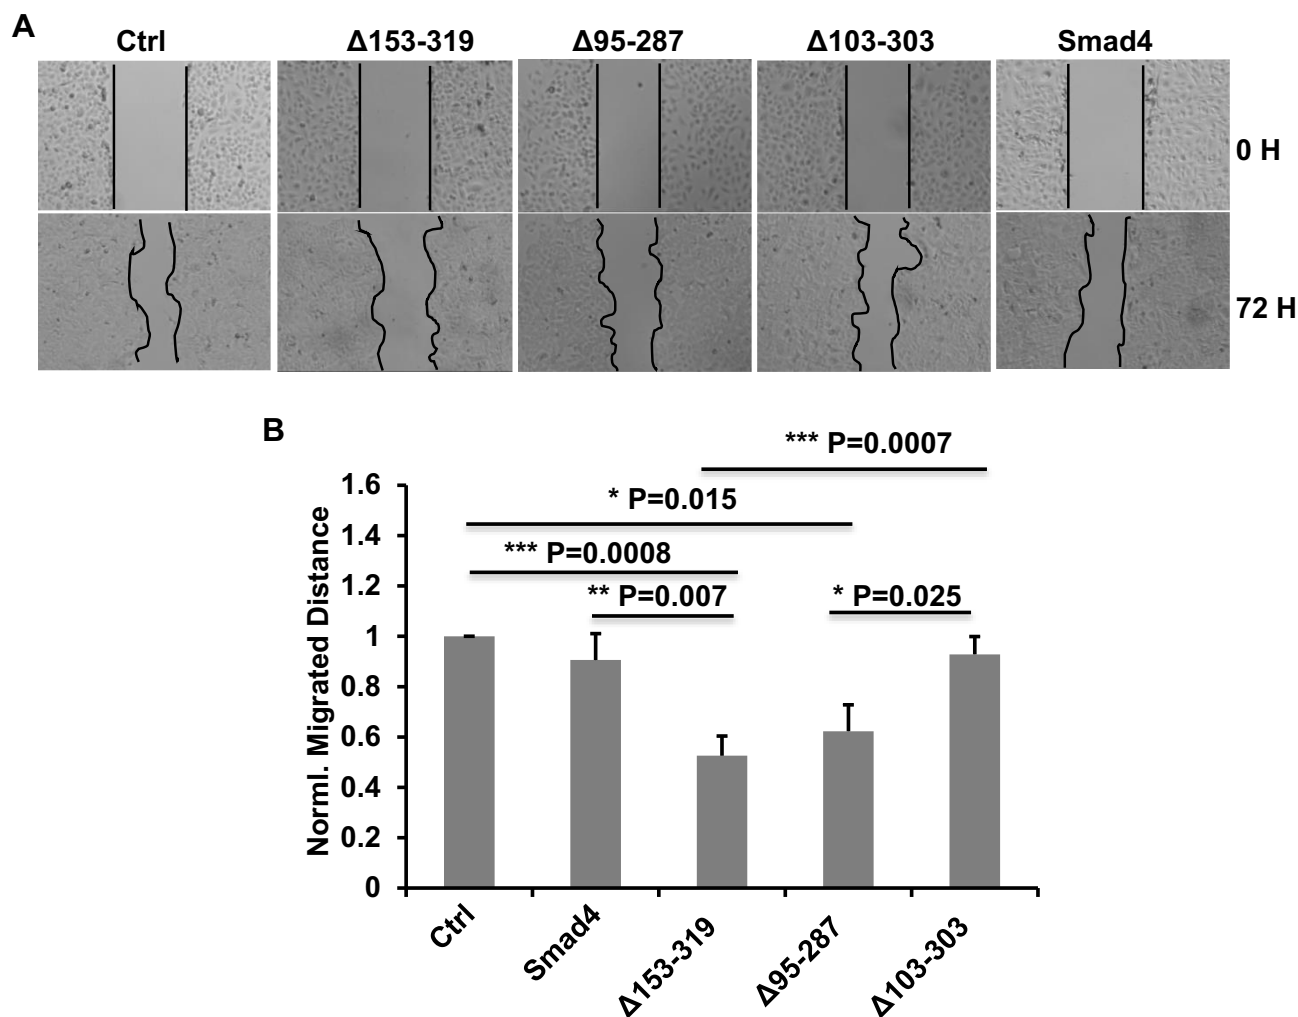 A
Ctrl Δ153-319 Δ95-287 Δ103-303 Smad4
0 H
72 H
B
*** P=0.0007
* P=0.015
*** P=0.0008
** P=0.007
* P=0.025
Norml. Migrated Distance
1.6
1.4
1.2
1
0.8
0.6
0.4
0.2
0
Ctrl
Smad4
Δ153-319
Δ95-287
Δ103-303